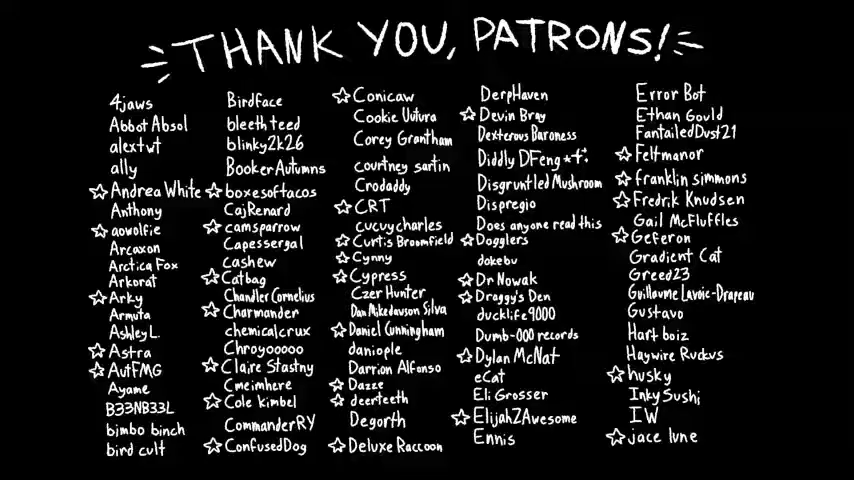 THANK YOU, PATRONS!
4jaws
Abbot Absol
alextwt
ally
☆ Andrea White
Anthony
☆ aowolfie
Arcaxon
Arctica Fox
Arkorat
☆ Arky
Armuta
Ashley L.
☆ Astra
☆ AutFMG
Ayame
B33NB33L
bimbo binch
bird cult
Birdface
bleeth teed
blinky2k26
BookerAutumns
☆ boxesoftacos
CajRenard
☆ camsparrow
Capessergal
cashew
☆ Catbag
Chandler Cornelius
☆ Charmander
chemicalcrux
Chroyooooo
☆ Claire Stastny
Cmeimhere
☆ Cole kimbel
CommanderRY
☆ ConfusedDog
☆ Conicaw
Cookie Uutura
Corey Grantham
courtney sartin
Crodaddy
☆ CRT
cucuycharles
☆ Curtis Broomfield
☆ Cynny
☆ Cypress
Czer Hunter
Dan Mikedavson Silva
☆ Daniel Cunningham
daniople
Darrion Alfonso
☆ Dazze
☆ deerteeth
Degorth
☆ Deluxe Raccoon
DerpHaven
☆ Devin Bray
Dexterous Baroness
Diddly DFeng
Disgruntled Mushroom
Dispregio
Does anyone read this
☆ Dogglers
dokebu
☆ Dr Nowak
☆ Draggy's Den
ducklife9000
Dumb-000 records
☆ Dylan McNat
eCat
Eli Grosser
☆ Elijah2Awesome
Ennis
Error Bot
Ethan Gould
FantailedDust21
☆ Feltmanor
☆ franklin simmons
☆ Fredrik Knudsen
Gail McFluffles
☆ Geferon
Gradient Cat
Greed23
Guillaume Lavoie-Drapeau
Gustavo
Hart boiz
Haywire Ruckus
☆ husky
Inky Sushi
IW
☆ jace lune